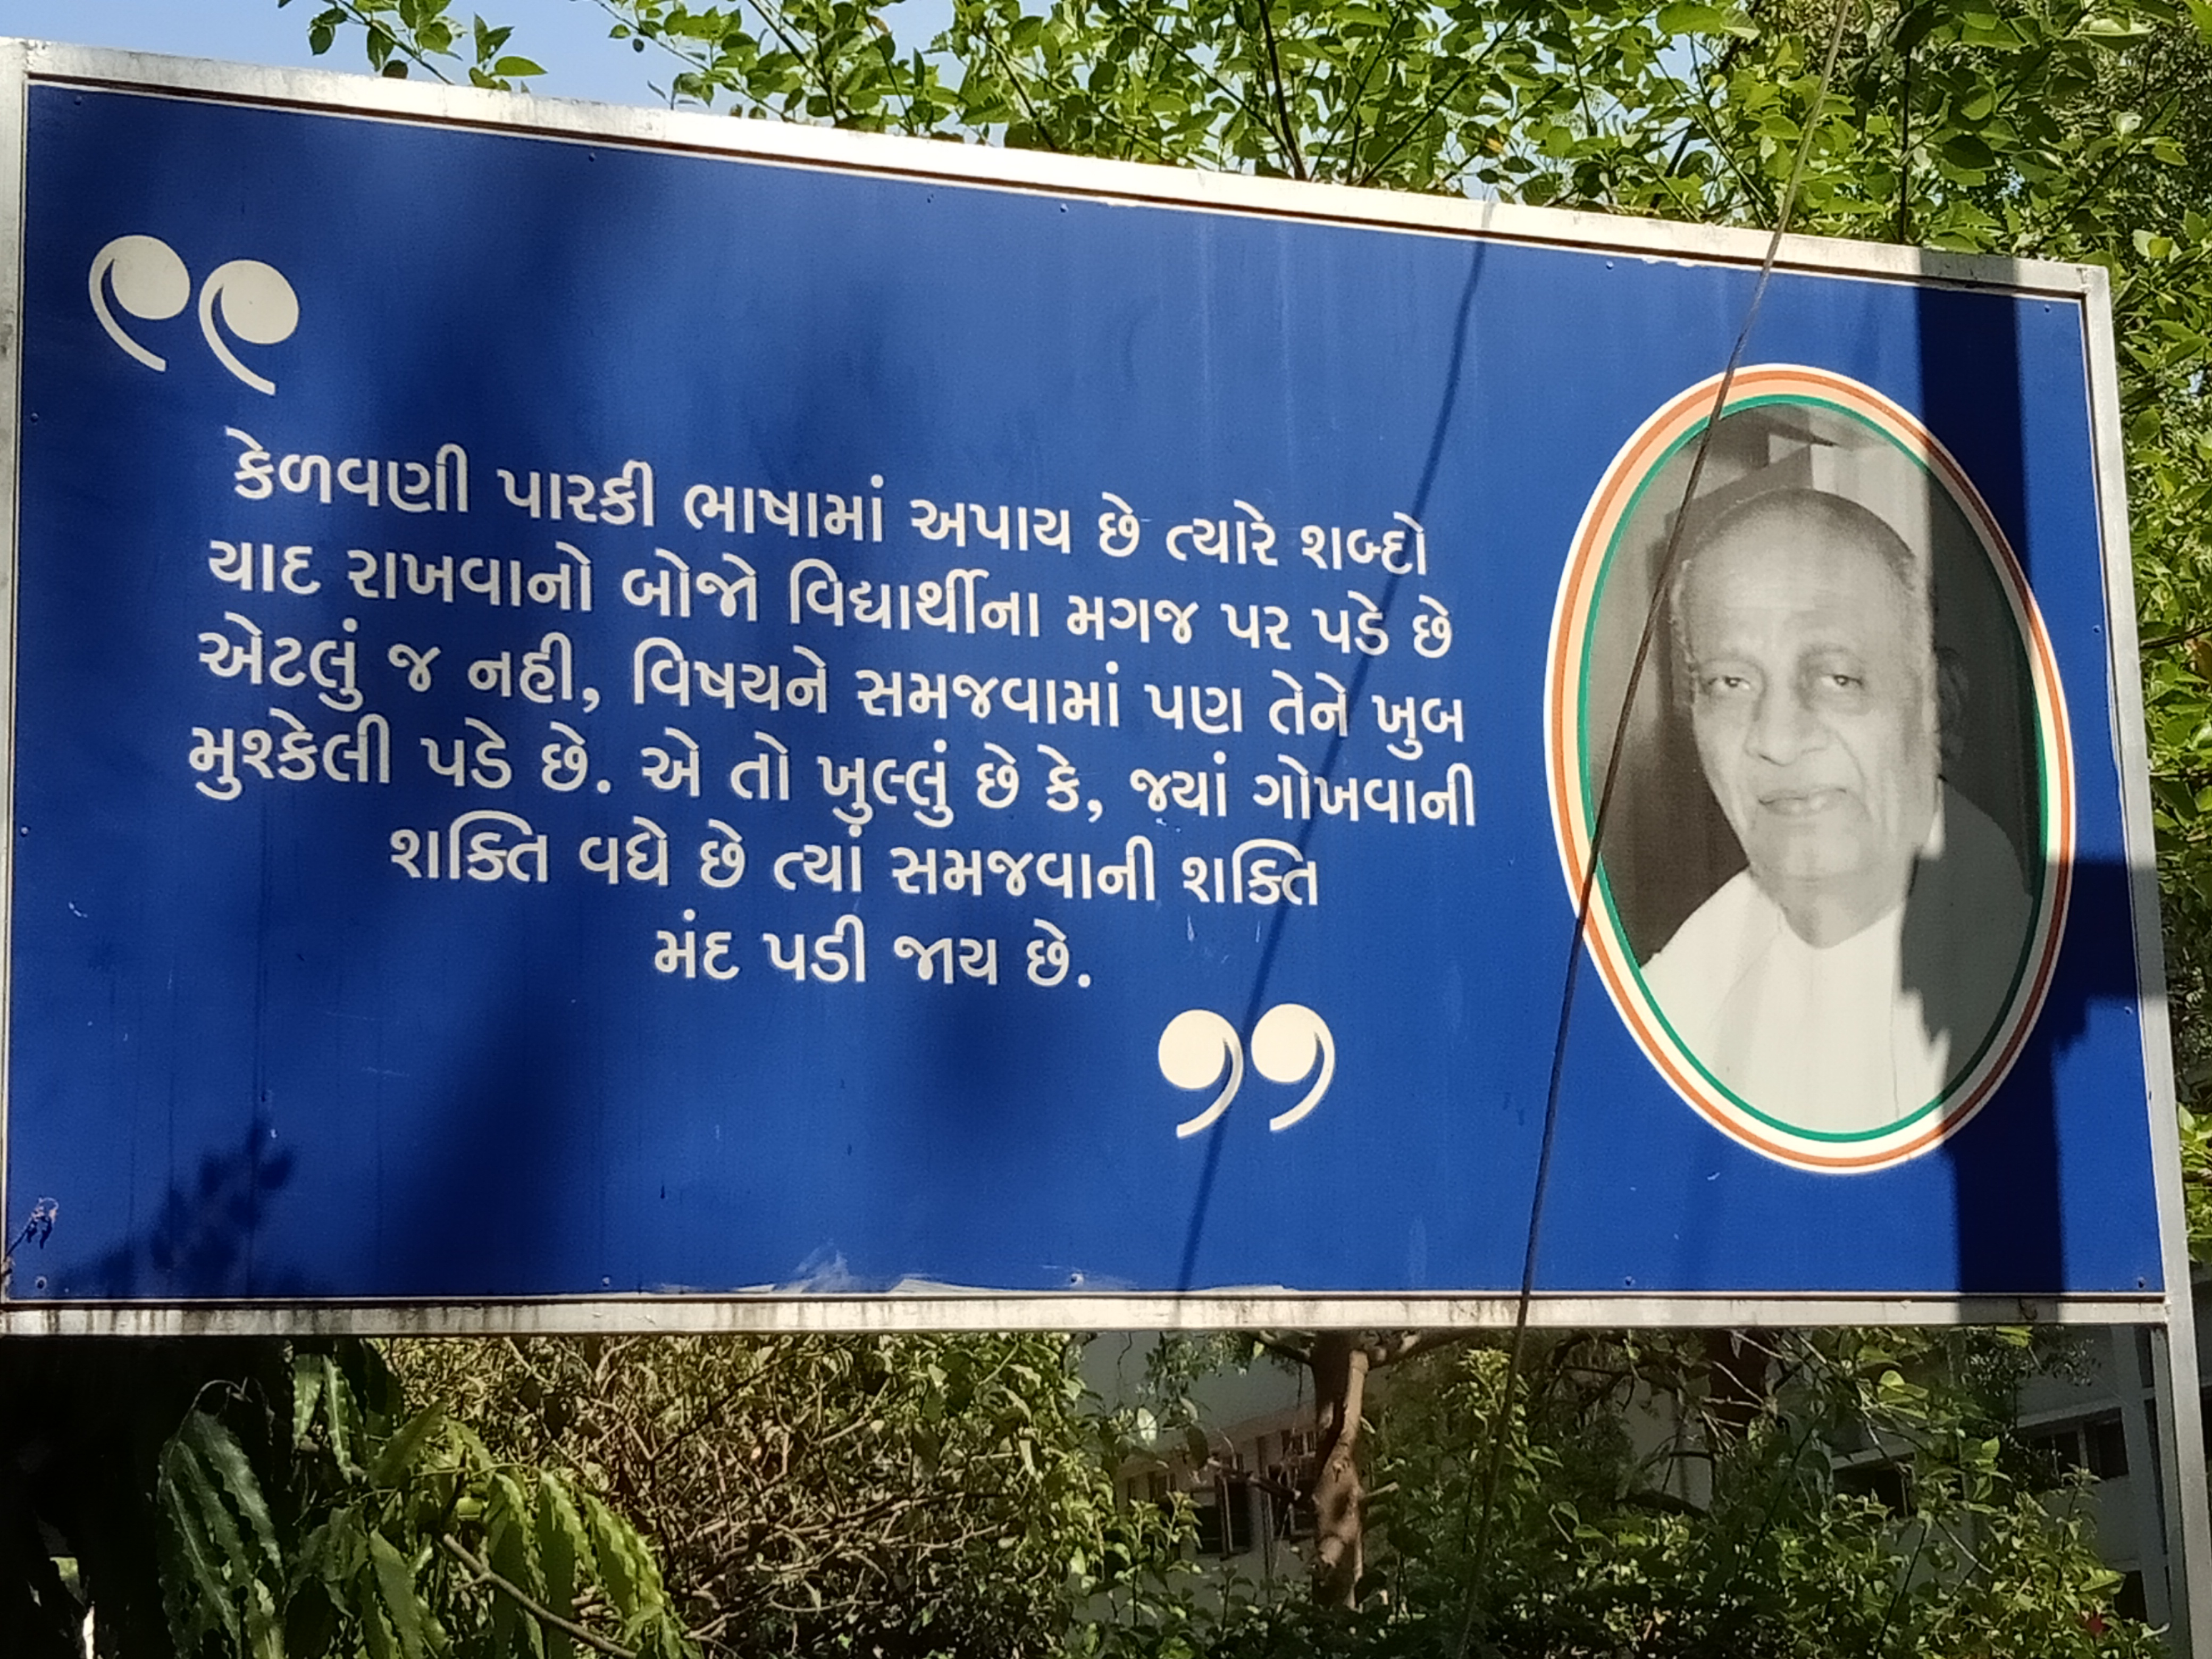 કેળવણી પારકી ભાષામાં અપાય છે ત્યારે શબ્દો
યાદ રાખવાનો બોજો વિદ્યાર્થીના મગજ પર પડે છે
એટલું જ નહી, વિષયને સમજવામાં પણ તેને ખુબ
મુશ્કેલી પડે છે. એ તો ખુલ્લું છે કે, જ્યાં ગોખવાની
શક્તિ વધે છે ત્યાં સમજવાની શક્તિ
મંદ પડી જાય છે.